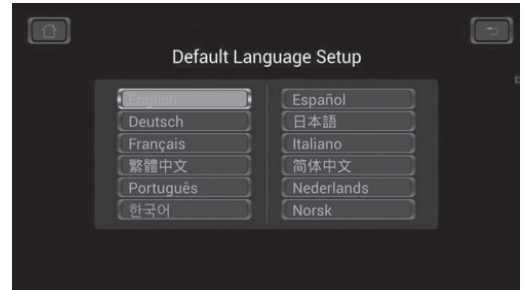 Default Language Setup
English
Deutsch
Français
繁體中文
Português
한국어
Español
日本語
Italiano
简体中文
Nederlands
Norsk